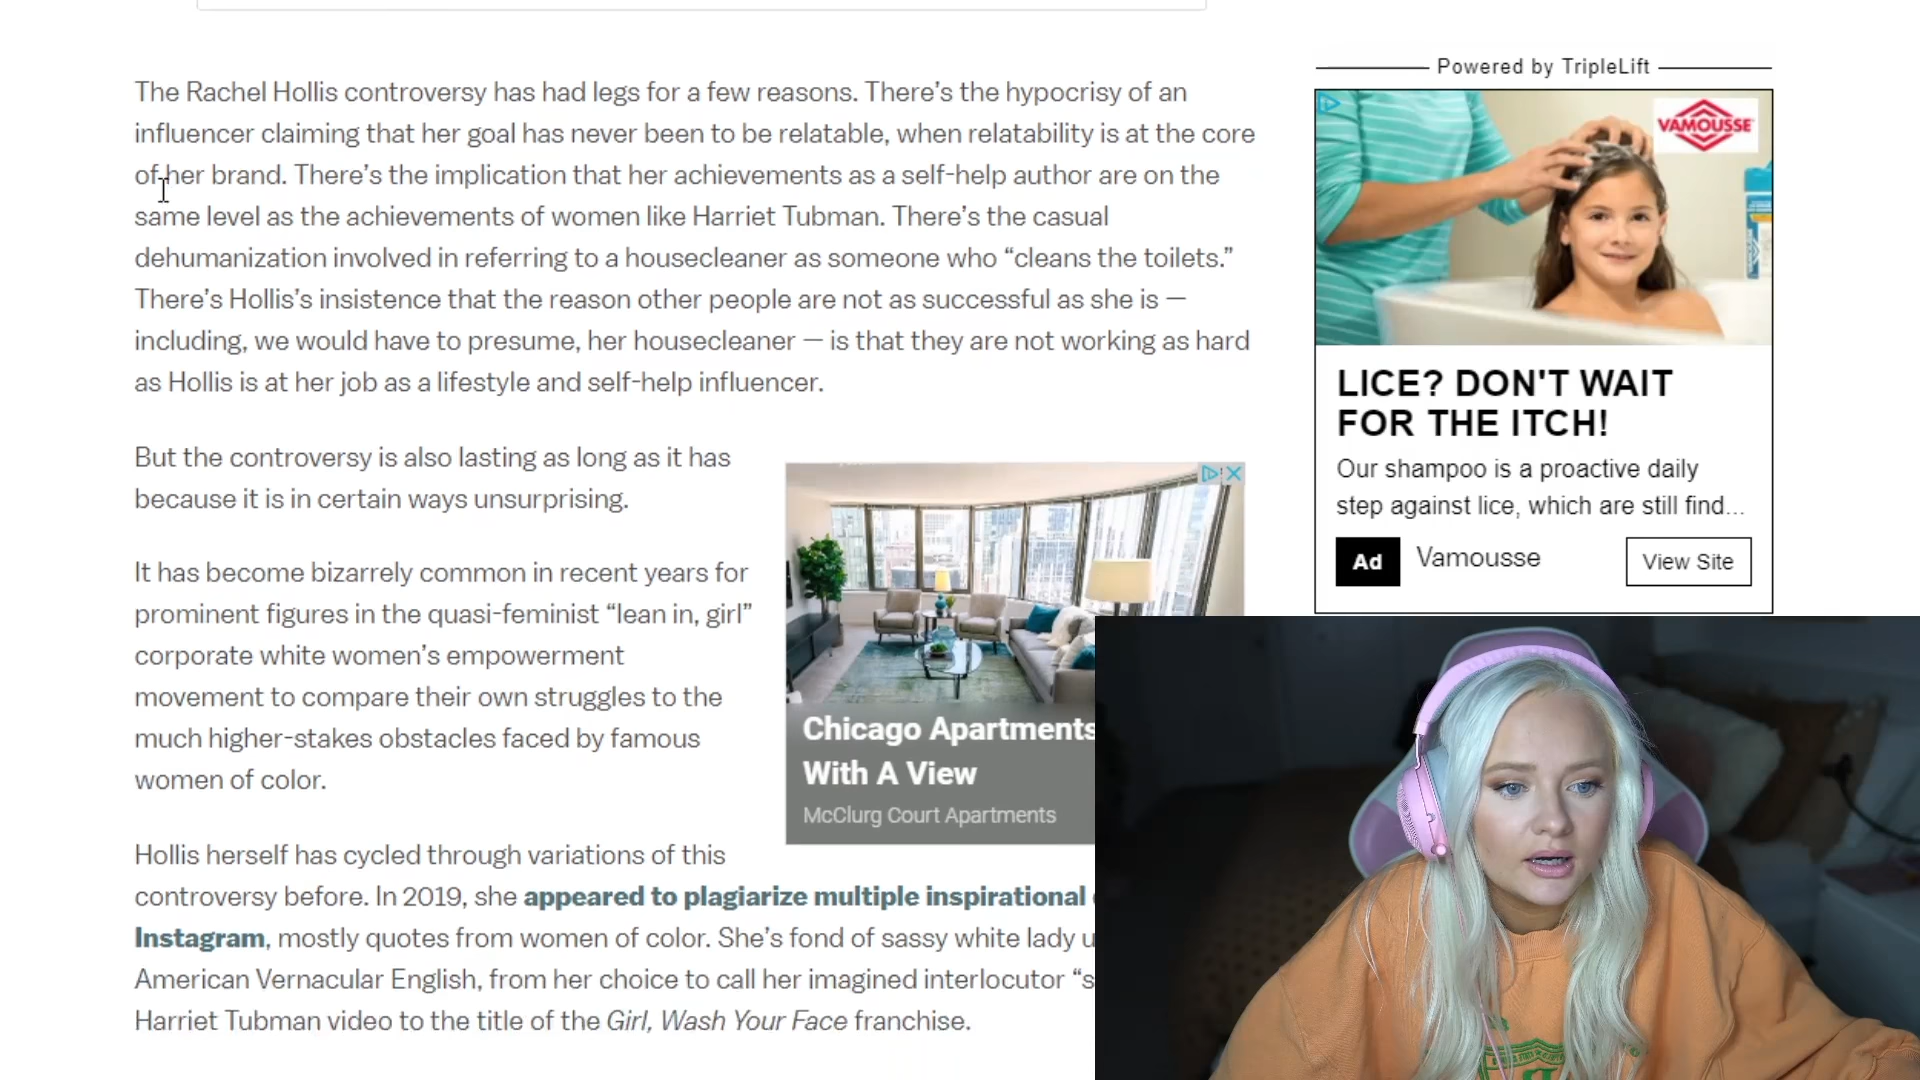 The Rachel Hollis controversy has had legs for a few reasons. There’s the hypocrisy of an
influencer claiming that her goal has never been to be relatable, when relatability is at the core
of her brand. There’s the implication that her achievements as a self-help author are on the
same level as the achievements of women like Harriet Tubman. There’s the casual
dehumanization involved in referring to a housecleaner as someone who “cleans the toilets.”
There’s Hollis’s insistence that the reason other people are not as successful as she is —
including, we would have to presume, her housecleaner — is that they are not working as hard
as Hollis is at her job as a lifestyle and self-help influencer.
But the controversy is also lasting as long as it has
because it is in certain ways unsurprising.
It has become bizarrely common in recent years for
prominent figures in the quasi-feminist “lean in, girl”
corporate white women’s empowerment
movement to compare their own struggles to the
much higher-stakes obstacles faced by famous
women of color.
Hollis herself has cycled through variations of this
controversy before. In 2019, she appeared to plagiarize multiple inspirational
Instagram, mostly quotes from women of color. She’s fond of sassy white lady
American Vernacular English, from her choice to call her imagined interlocutor
Harriet Tubman video to the title of the Girl, Wash Your Face franchise.
Chicago Apartments
With A View
McClurg Court Apartments
Powered by TripleLift
VAMOUSSE
LICE? DON'T WAIT
FOR THE ITCH!
Our shampoo is a proactive daily
step against lice, which are still find...
Ad
Vamousse
View Site